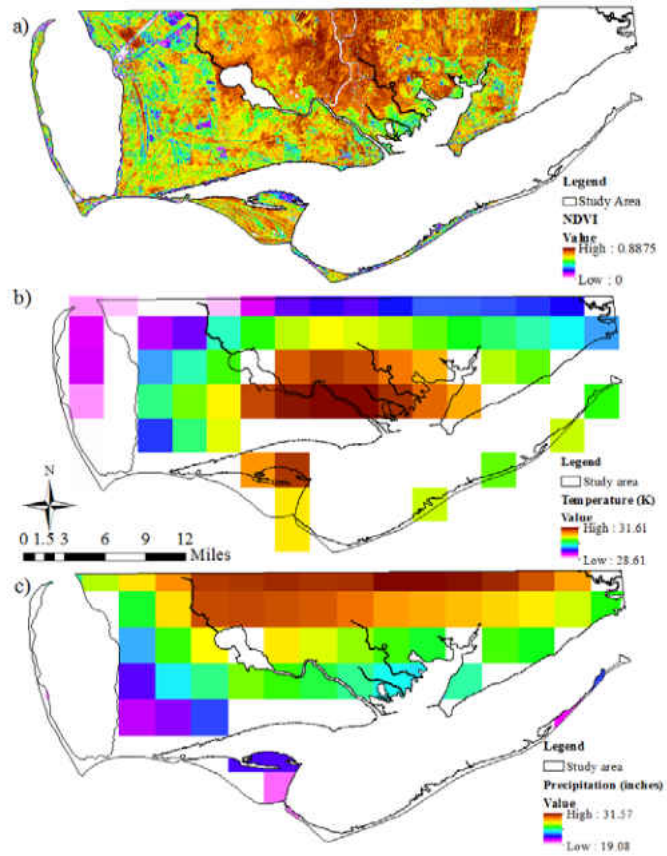 a)
Legend
Study Area
NDVI
Value
High : 0.8875
Low : 0
b)
N
0 1.5 3 6 9 12
Miles
Legend
Study area
Temperature (K)
Value
High : 31.61
Low : 28.61
c)
Legend
Study area
Precipitation (inches)
Value
High : 31.57
Low : 19.08